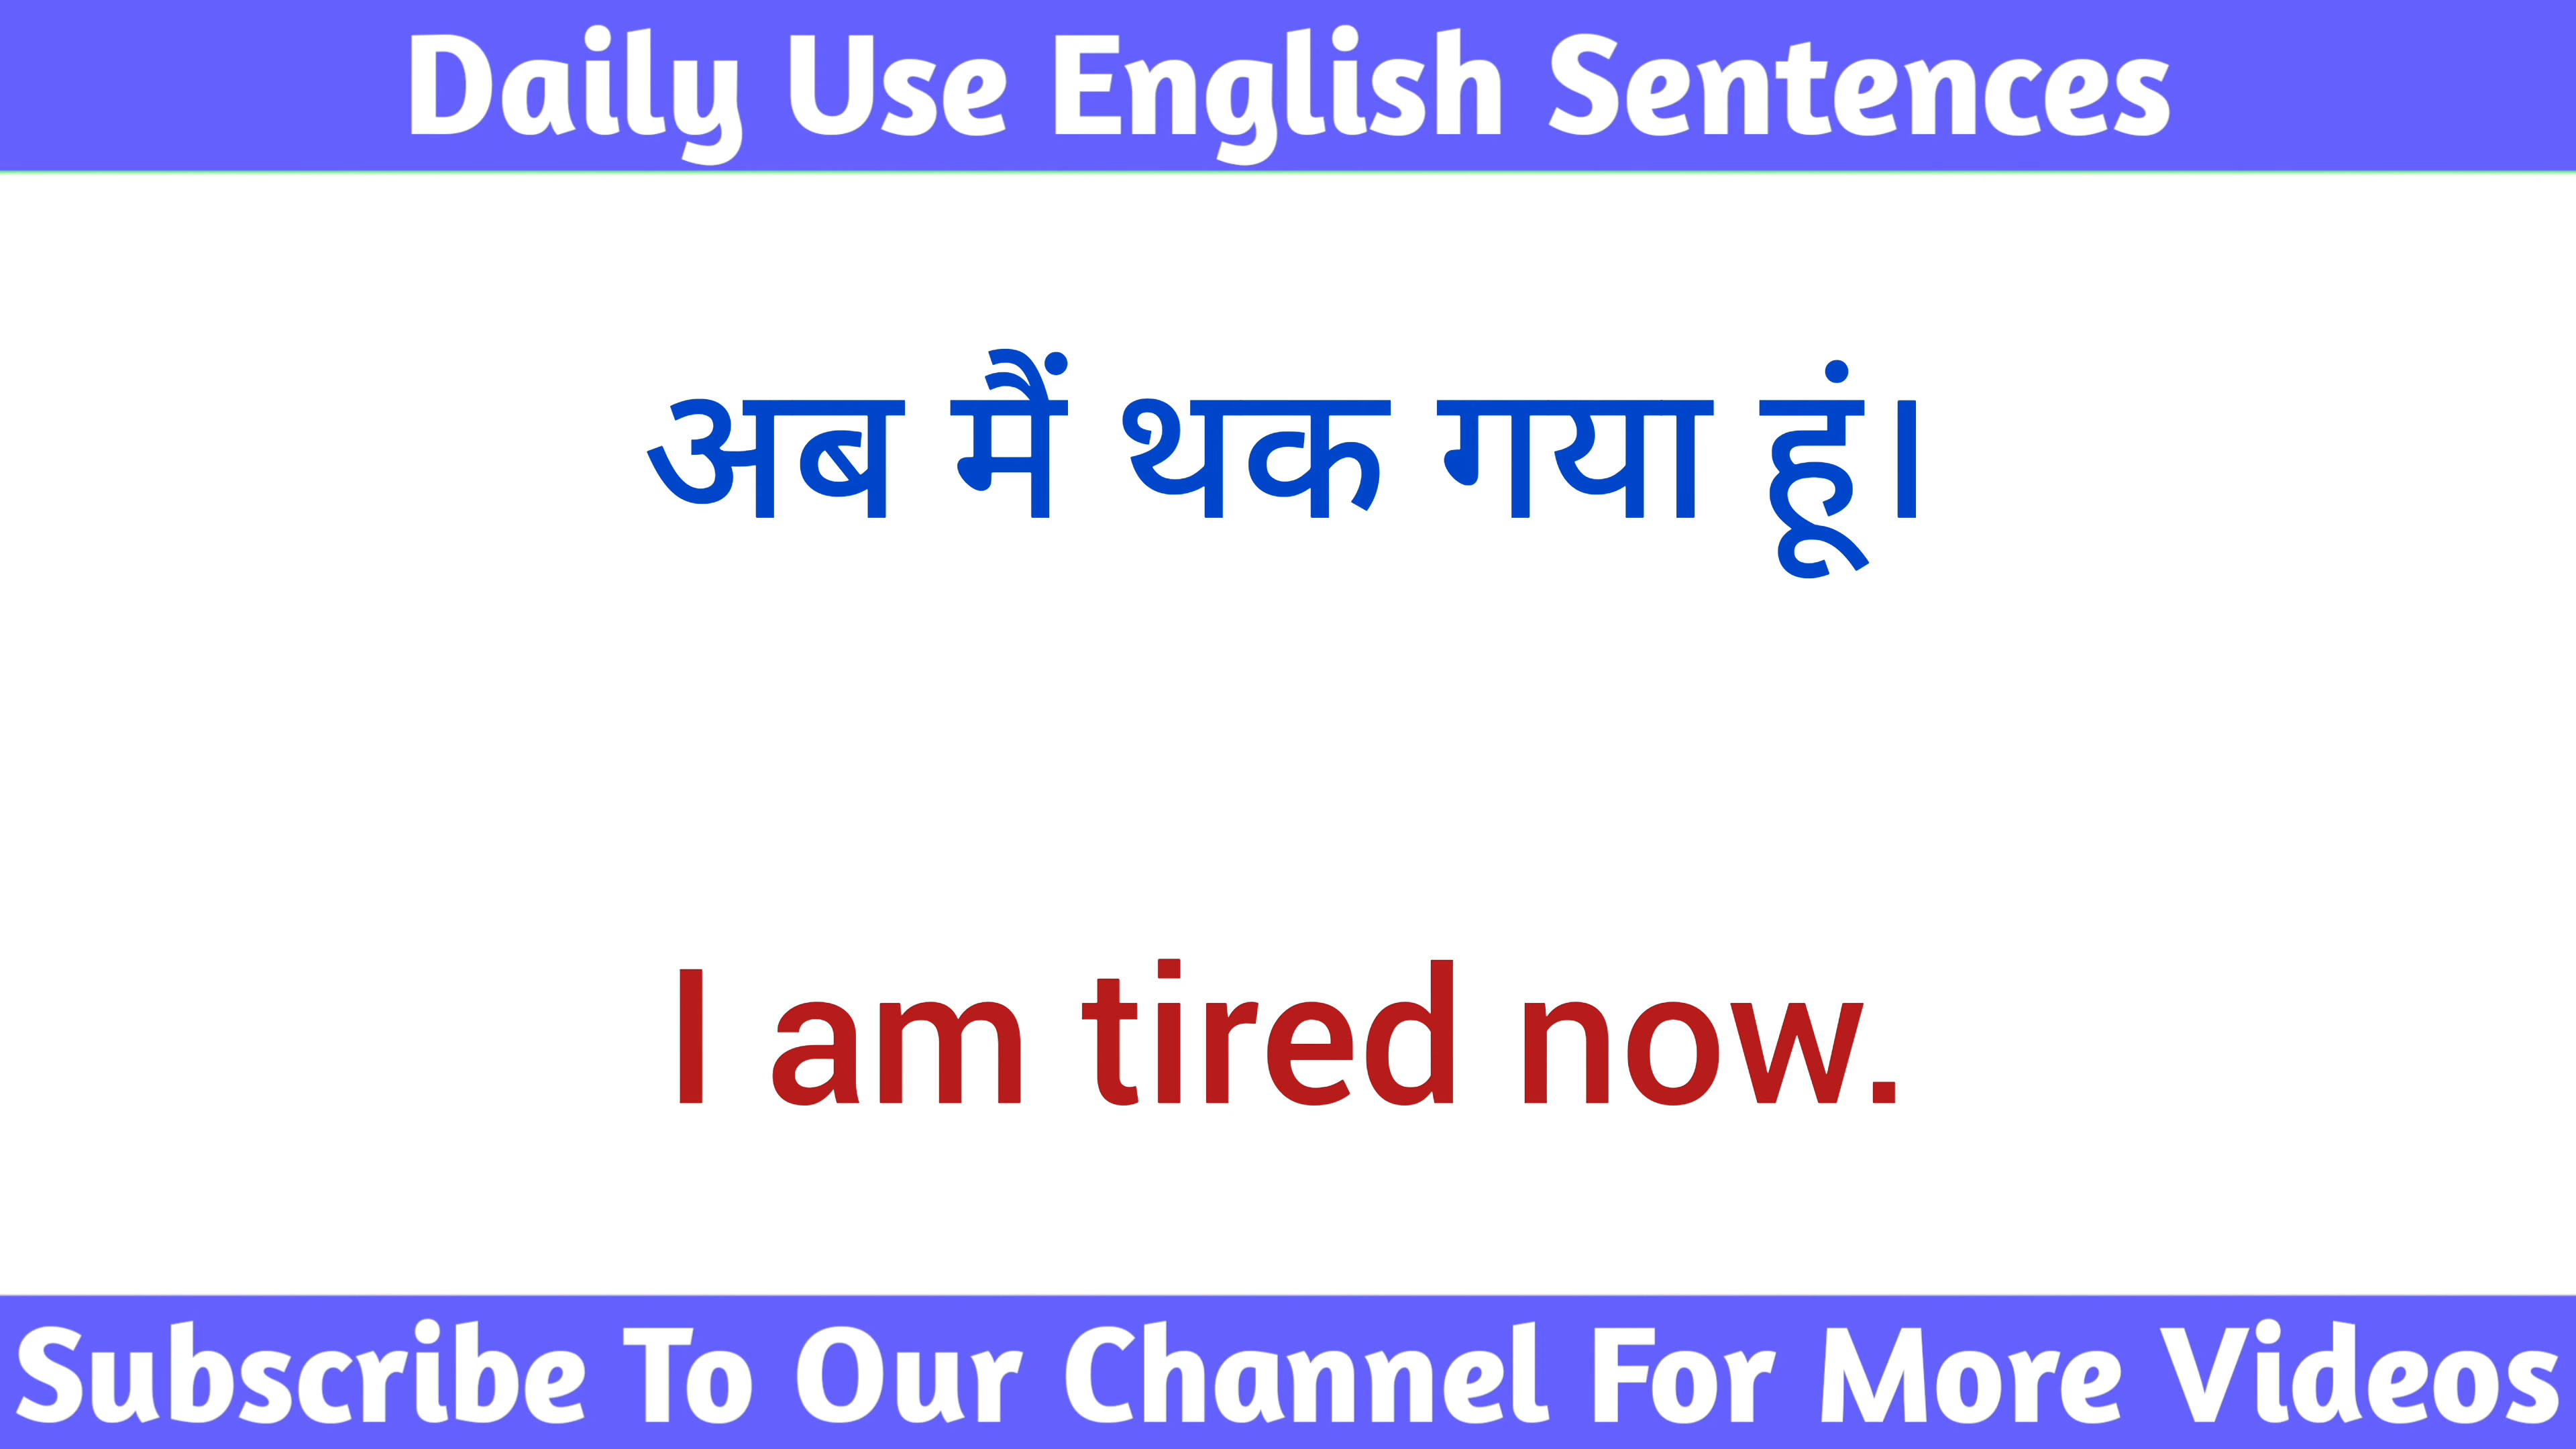 Daily Use English Sentences
अब मैं थक गया हूं।
I am tired now.
Subscribe To Our Channel For More Videos